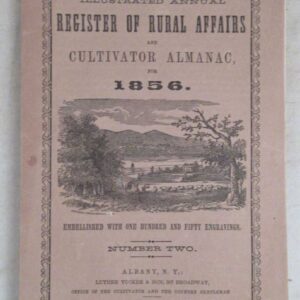 ILLUSTRATED ANNUAL
REGISTER OF RURAL AFFAIRS
AND
CULTIVATOR ALMANAC,
FOR
1856.
EMBELLISHED WITH ONE HUNDRED AND FIFTY ENGRAVINGS.
NUMBER TWO.
ALBANY, N. Y.:
LUTHER TUCKER & SON, BROADWAY,
OFFICE OF THE CULTIVATOR AND THE COUNTRY GENTLEMAN